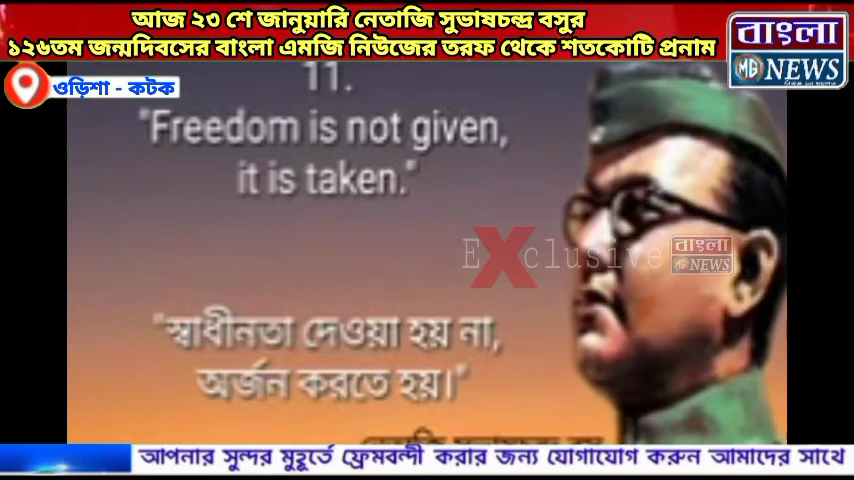 আজ ২৩ শে জানুয়ারি নেতাজি সুভাষচন্দ্র বসুর
১২৬তম জন্মদিবসের বাংলা এমজি নিউজের তরফ থেকে শতকোটি প্রনাম
বাংলা
MG NEWS
ওড়িশা - কটক
11.
"Freedom is not given,
it is taken."
Exclusive
বাংলা
MG NEWS
"স্বাধীনতা দেওয়া হয় না,
অর্জন করতে হয়।"
আপনার সুন্দর মুহূর্তে ফ্রেমবন্দী করার জন্য যোগাযোগ করুন আমাদের সাথে